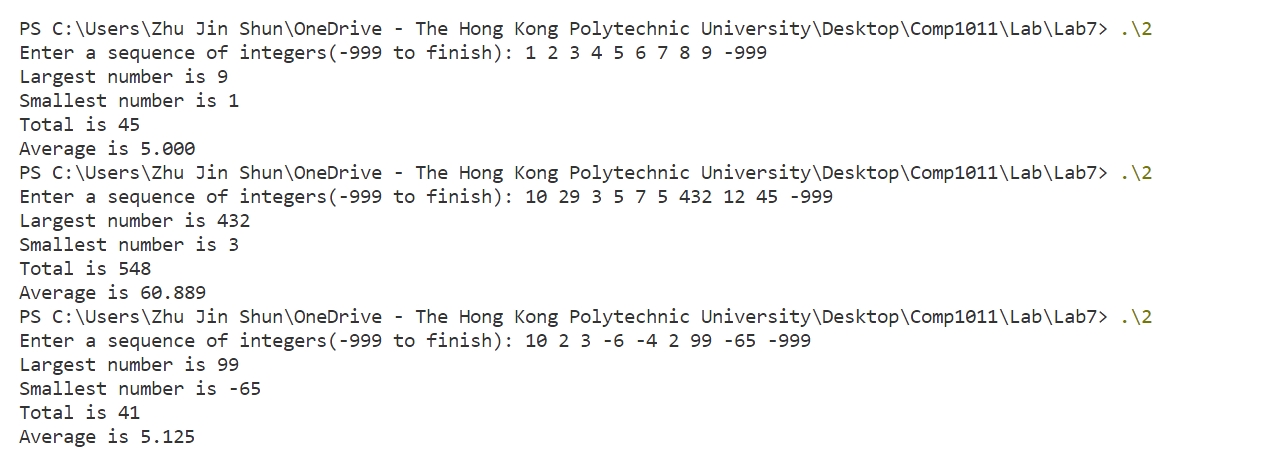 PS C:\Users\Zhu Jin Shun\OneDrive - The Hong Kong Polytechnic University\Desktop\Comp1011\Lab\Lab7> .\2
Enter a sequence of integers(-999 to finish): 1 2 3 4 5 6 7 8 9 -999
Largest number is 9
Smallest number is 1
Total is 45
Average is 5.000
PS C:\Users\Zhu Jin Shun\OneDrive - The Hong Kong Polytechnic University\Desktop\Comp1011\Lab\Lab7> .\2
Enter a sequence of integers(-999 to finish): 10 29 3 5 7 5 432 12 45 -999
Largest number is 432
Smallest number is 3
Total is 548
Average is 60.889
PS C:\Users\Zhu Jin Shun\OneDrive - The Hong Kong Polytechnic University\Desktop\Comp1011\Lab\Lab7> .\2
Enter a sequence of integers(-999 to finish): 10 2 3 -6 -4 2 99 -65 -999
Largest number is 99
Smallest number is -65
Total is 41
Average is 5.125